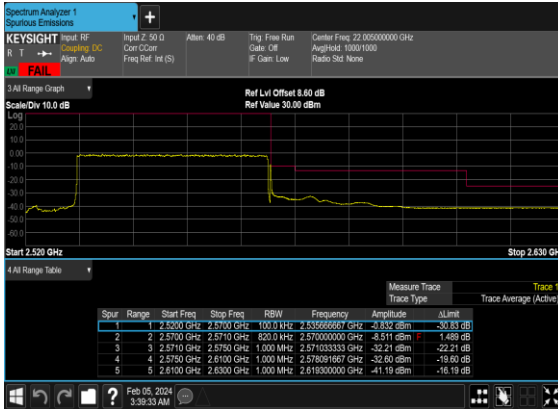 Spectrum Analyzer 1
Spurious Emissions
+
KEYSIGHT Input: RF Input Z: 50 Ω Atten: 40 dB Trig: Free Run Center Freq: 22.005000000 GHz
R T Coupling: DC Corr CCorr Gate: Off Avg|Hold: 1000/1000
Align: Auto Freq Ref: Int (S) IF Gain: Low Radio Std: None
FAIL
3 All Range Graph
Ref Lvl Offset 8.60 dB
Scale/Div 10.0 dB Ref Value 30.00 dBm
Log
20.0
10.0
0.00
-10.0
-20.0
-30.0
-40.0
-50.0
-60.0
Start 2.520 GHz Stop 2.630 GH
4 All Range Table
Measure Trace Trace 1
Trace Type Trace Average (Active)
Spur Range Start Freq Stop Freq RBW Frequency Amplitude ΔLimit
1 1 2.5200 GHz 2.5700 GHz 100.0 kHz 2.535666667 GHz -0.832 dBm -30.83 dB
2 2 2.5700 GHz 2.5710 GHz 820.0 kHz 2.570000000 GHz -8.511 dBm F 1.489 dB
3 3 2.5710 GHz 2.5750 GHz 1.000 MHz 2.571033333 GHz -32.21 dBm -22.21 dB
4 4 2.5750 GHz 2.6100 GHz 1.000 MHz 2.578091667 GHz -32.60 dBm -19.60 dB
5 5 2.6100 GHz 2.6300 GHz 1.000 MHz 2.619300000 GHz -41.19 dBm -16.19 dB
?
Feb 05, 2024
3:39:33 AM